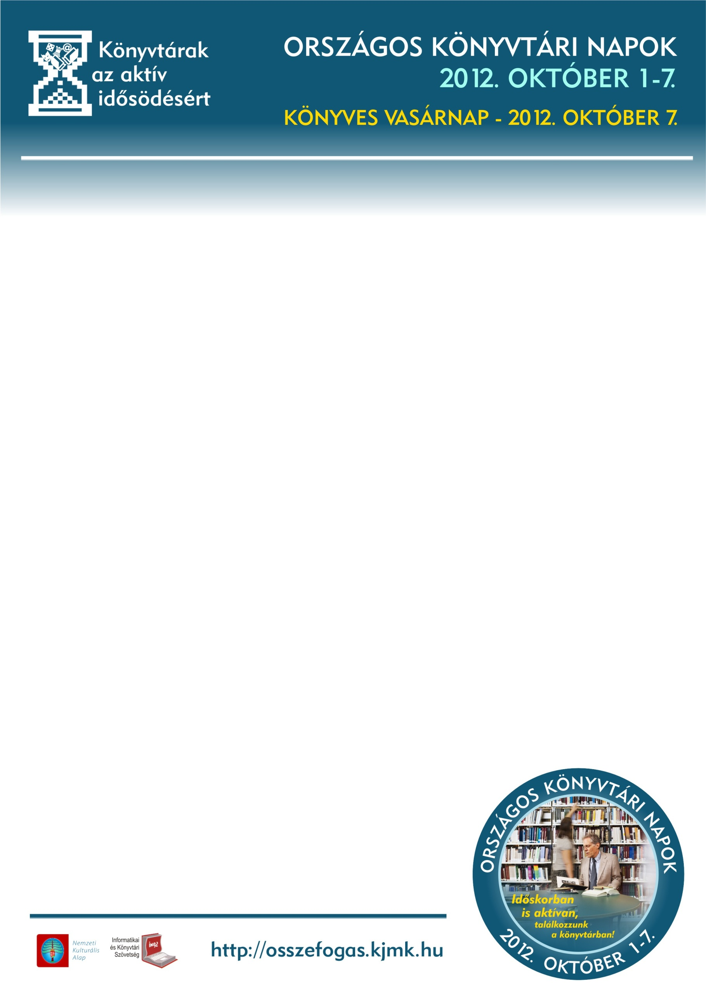 Könyvtárak
az aktív
idősödésért
ORSZÁGOS KÖNYVTÁRI NAPOK
2012. OKTÓBER 1-7.
KÖNYVES VASÁRNAP - 2012. OKTÓBER 7.
ORSZÁGOS KÖNYVTÁRI NAPOK
Időskorban
is aktívan,
találkozzunk
a könyvtárban!
2012. OKTÓBER 1-7.
Nemzeti
Kulturális
Alap
Informatikai
és Könyvtári
Szövetség
http://osszefogas.kjmk.hu